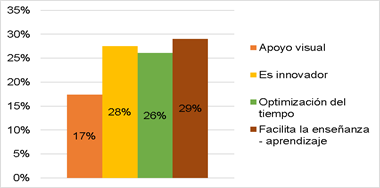 35%
30%
25%
20%
15%
10%
5%
0%
17%
28%
26%
29%
Apoyo visual
Es innovador
Optimización del
tiempo
Facilita la enseñanza
- aprendizaje